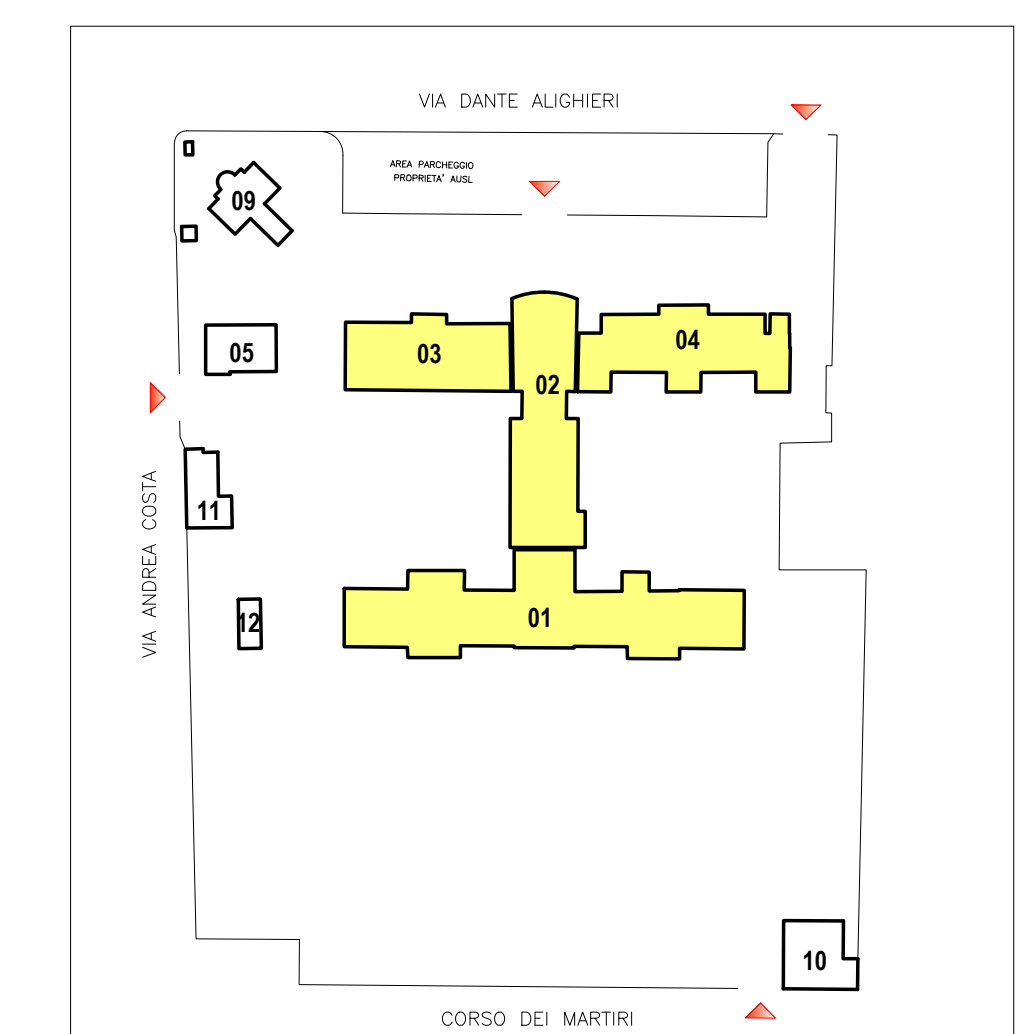 VIA DANTE ALIGHIERI
AREA PARCHEGGIO
PROPRIETA' AUSL
09
05
03
02
04
VIA ANDREA COSTA
11
12
01
10
CORSO DEI MARTIRI